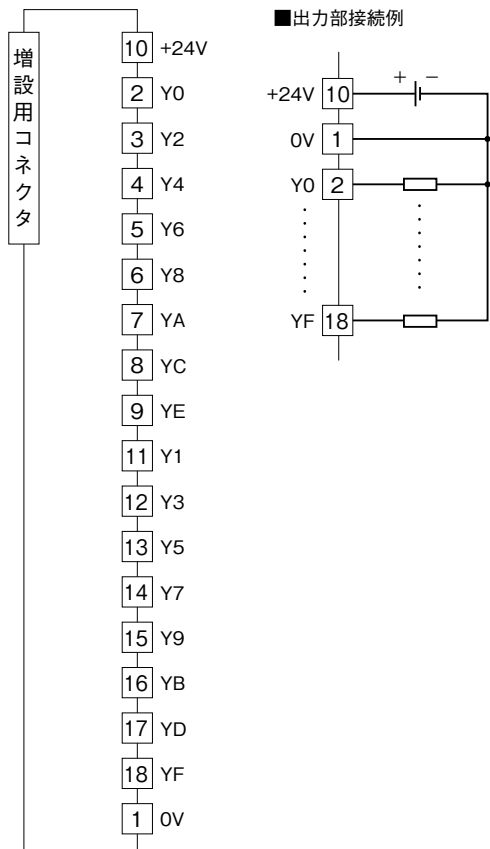 増設用コネクタ
10 +24V
2 Y0
3 Y2
4 Y4
5 Y6
6 Y8
7 YA
8 YC
9 YE
11 Y1
12 Y3
13 Y5
14 Y7
15 Y9
16 YB
17 YD
18 YF
1 0V
■出力部接続例
+ −
+24V 10
0V 1
Y0 2
YF 18